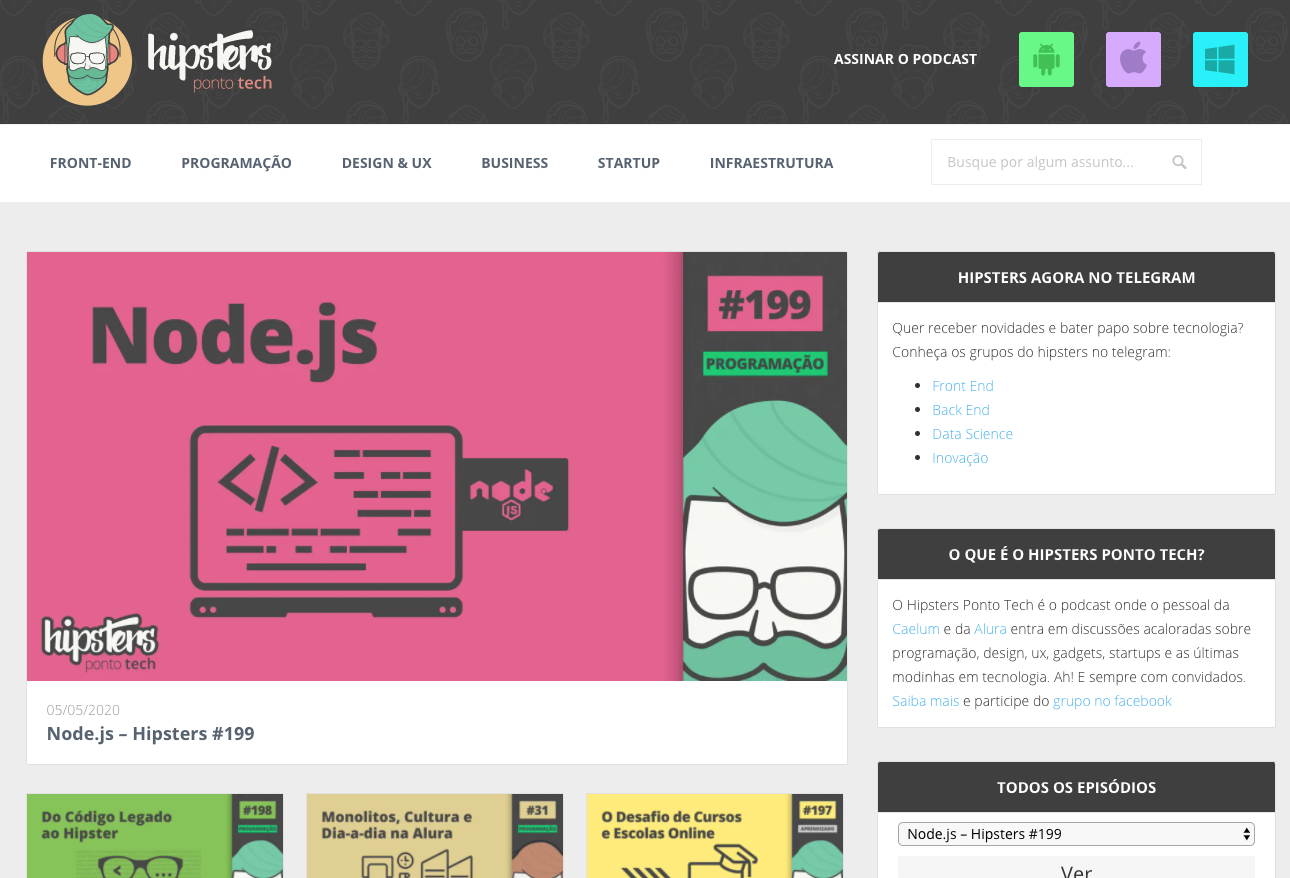 hipsters
ponto tech
ASSINAR O PODCAST
FRONT-END
PROGRAMAÇÃO
DESIGN & UX
BUSINESS
STARTUP
INFRAESTRUTURA
Busque por algum assunto...
Node.js
#199
PROGRAMAÇÃO
</>
node
JS
hipsters
ponto tech
05/05/2020
Node.js – Hipsters #199
Do Código Legado
ao Hipster
#198
PROGRAMAÇÃO
Monolitos, Cultura e
Dia-a-dia na Alura
#31
PROGRAMAÇÃO
O Desafio de Cursos
e Escolas Online
#197
APRENDIZADO
HIPSTERS AGORA NO TELEGRAM
Quer receber novidades e bater papo sobre tecnologia?
Conheça os grupos do hipsters no telegram:
Front End
Back End
Data Science
Inovação
O QUE É O HIPSTERS PONTO TECH?
O Hipsters Ponto Tech é o podcast onde o pessoal da
Caelum e da Alura entra em discussões acaloradas sobre
programação, design, ux, gadgets, startups e as últimas
modinhas em tecnologia. Ah! E sempre com convidados.
Saiba mais e participe do grupo no facebook
TODOS OS EPISÓDIOS
Node.js – Hipsters #199
Ver